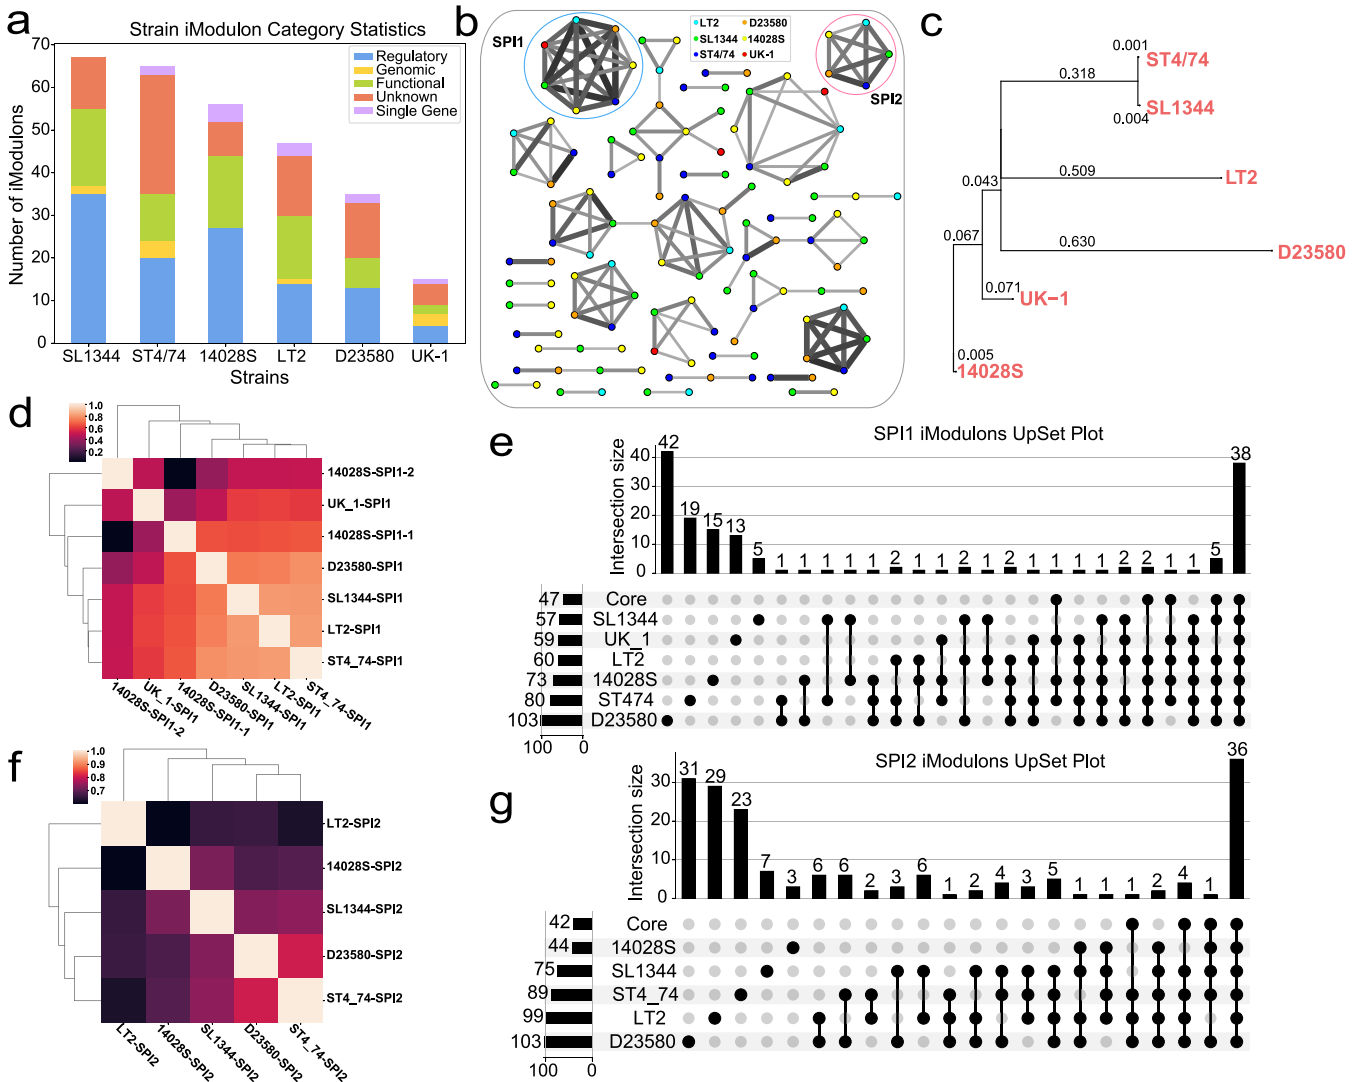 a
Strain iModulon Category Statistics
Number of iModulons
70
60
50
40
30
20
10
0
Regulatory
Genomic
Functional
Unknown
Single Gene
SL1344 ST4/74 14028S LT2 D23580 UK-1
Strains
b
SPI1
LT2 D23580
SL1344 14028S
ST4/74 UK-1
SPI2
c
0.001
ST4/74
0.318
SL1344
0.004
0.509
LT2
0.043
0.630
D23580
0.067
0.071
UK-1
0.005
14028S
d
1.0
0.8
0.6
0.4
0.2
14028S-SPI1-2
UK_1-SPI1
14028S-SPI1-1
D23580-SPI1
SL1344-SPI1
LT2-SPI1
ST4_74-SPI1
14028S-SPI1-2 UK_1-SPI1 14028S-SPI1-1 D23580-SPI1 SL1344-SPI1 LT2-SPI1 ST4_74-SPI1
e
SPI1 iModulons UpSet Plot
Intersection size
40
30
20
10
0
42 19 15 13 5 1 1 1 1 2 1 1 2 1 2 1 1 1 1 1 2 2 1 1 5 38
47 Core
57 SL1344
59 UK_1
60 LT2
73 14028S
80 ST474
103 D23580
100 0
f
1.0
0.9
0.8
0.7
LT2-SPI2
14028S-SPI2
SL1344-SPI2
D23580-SPI2
ST4_74-SPI2
LT2-SPI2 14028S-SPI2 SL1344-SPI2 D23580-SPI2 ST4_74-SPI2
g
SPI2 iModulons UpSet Plot
Intersection size
30
20
10
0
31 29 23 7 3 6 6 2 3 6 1 2 4 3 5 1 1 1 2 4 1 36
42 Core
44 14028S
75 SL1344
89 ST4_74
99 LT2
103 D23580
100 0